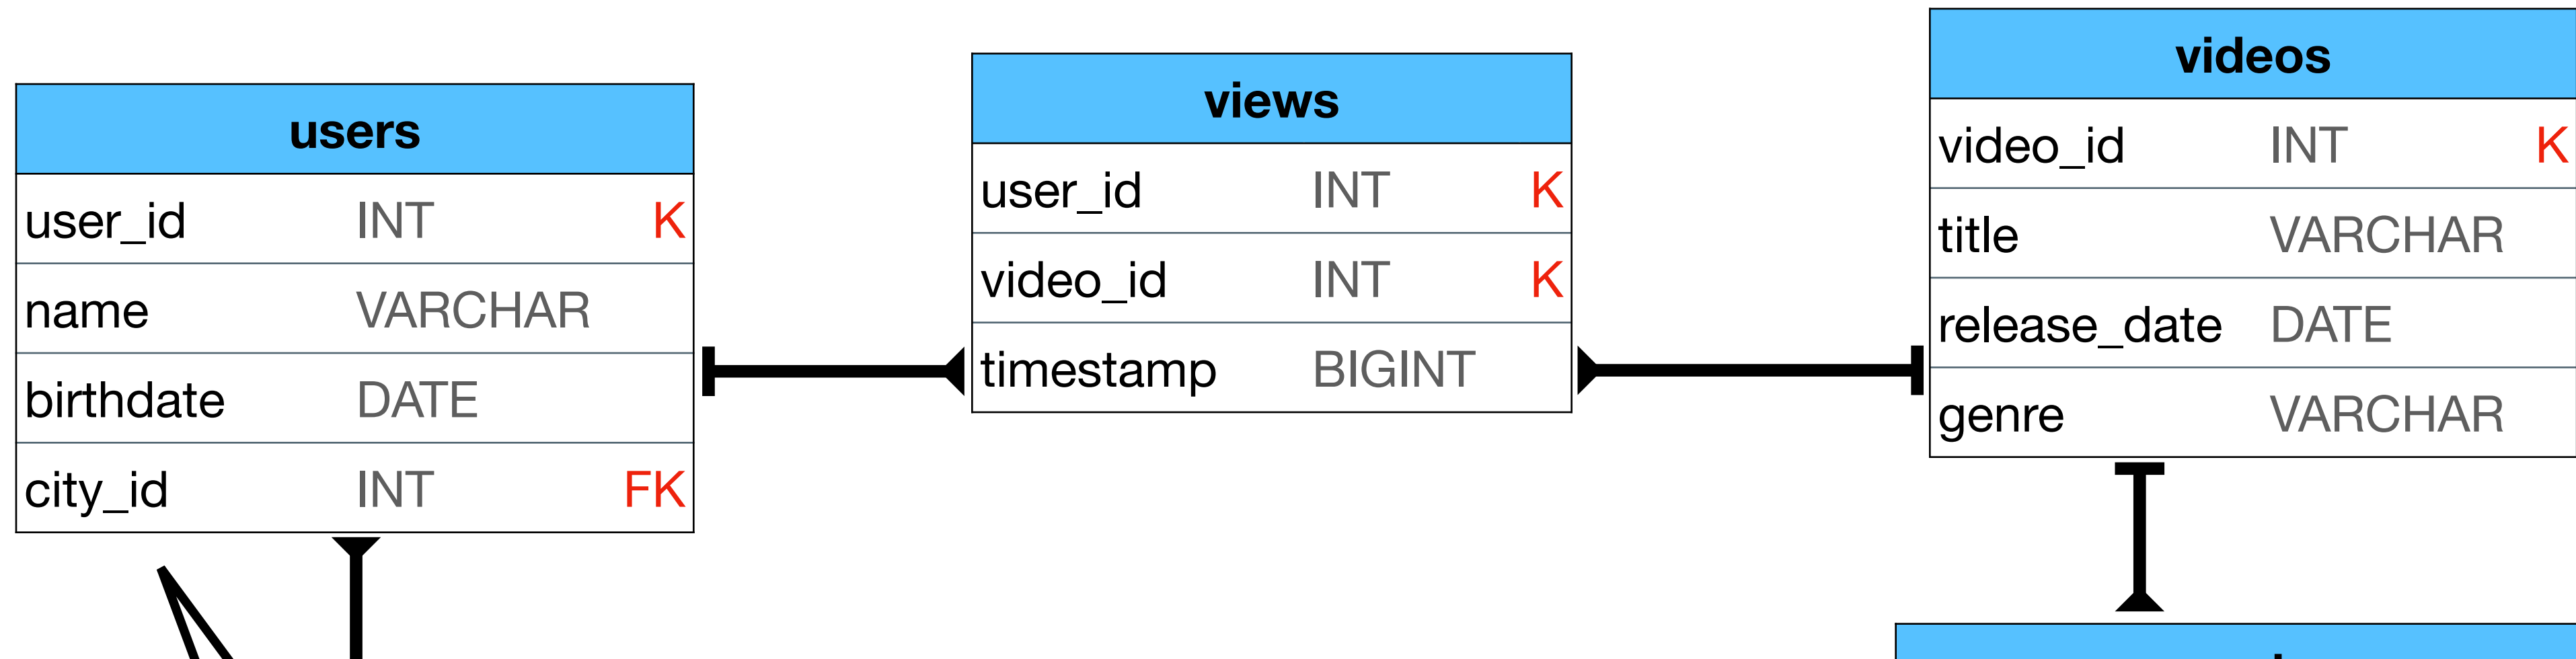 users
user_id INT K
name VARCHAR
birthdate DATE
city_id INT FK
views
user_id INT K
video_id INT K
timestamp BIGINT
videos
video_id INT K
title VARCHAR
release_date DATE
genre VARCHAR